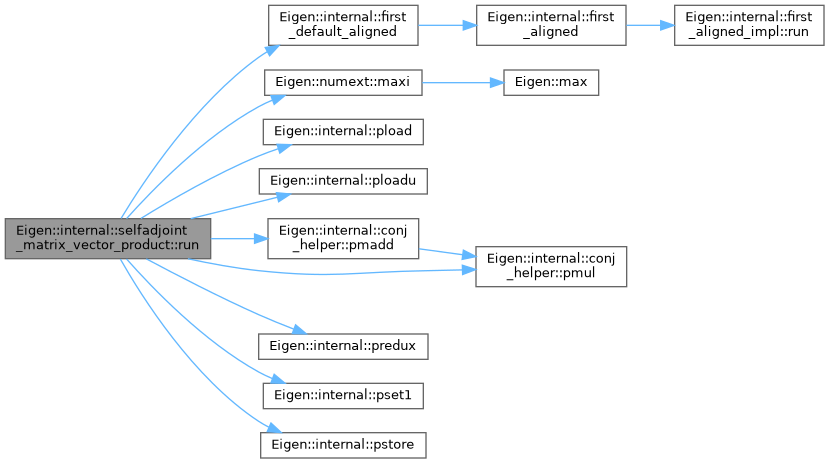 Eigen::internal::first
_default_aligned
Eigen::internal::first
_aligned
Eigen::internal::first
_aligned_impl::run
Eigen::numext::maxi
Eigen::max
Eigen::internal::pload
Eigen::internal::ploadu
Eigen::internal::selfadjoint
_matrix_vector_product::run
Eigen::internal::conj
_helper::pmadd
Eigen::internal::conj
_helper::pmul
Eigen::internal::predux
Eigen::internal::pset1
Eigen::internal::pstore